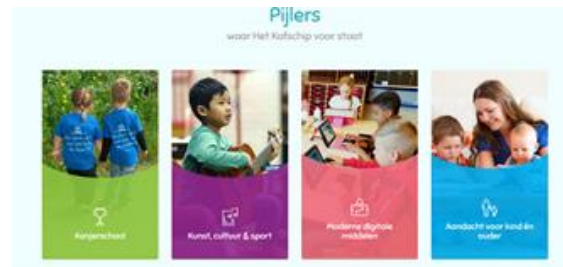 Pijlers
waar Het Kofschip voor staat
Kanjerschool
Kunst, cultuur & sport
Moderne digitale
middelen
Aandacht voor kind én
ouder